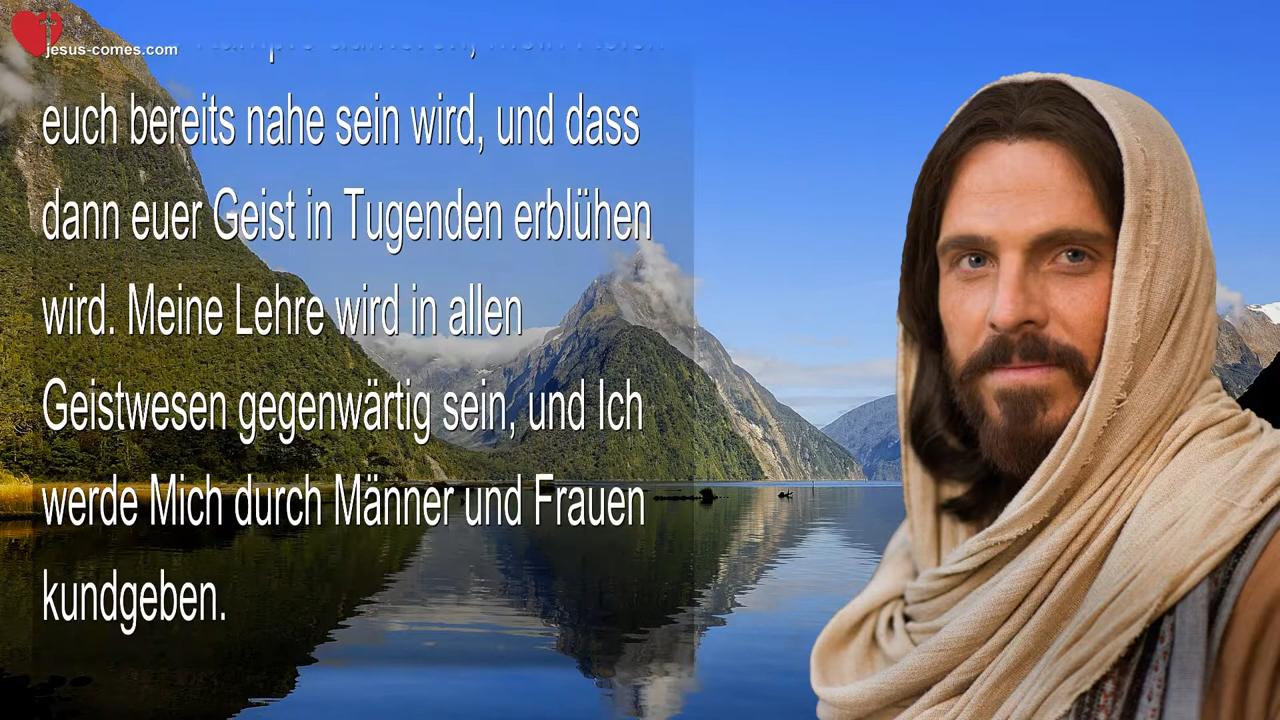 jesus-comes.com
euch bereits nahe sein wird, und dass
dann euer Geist in Tugenden erblühen
wird. Meine Lehre wird in allen
Geistwesen gegenwärtig sein, und Ich
werde Mich durch Männer und Frauen
kundgeben.